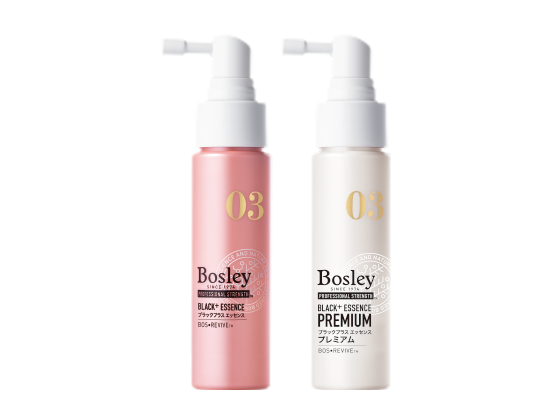 03
Bosley
SINCE 1974
PROFESSIONAL STRENGTH
BLACK+ ESSENCE
ブラックプラス エッセンス
BOS•REVIVE™
03
Bosley
SINCE 1974
PROFESSIONAL STRENGTH
BLACK+ ESSENCE
PREMIUM
ブラックプラス エッセンス
プレミアム
BOS•REVIVE™